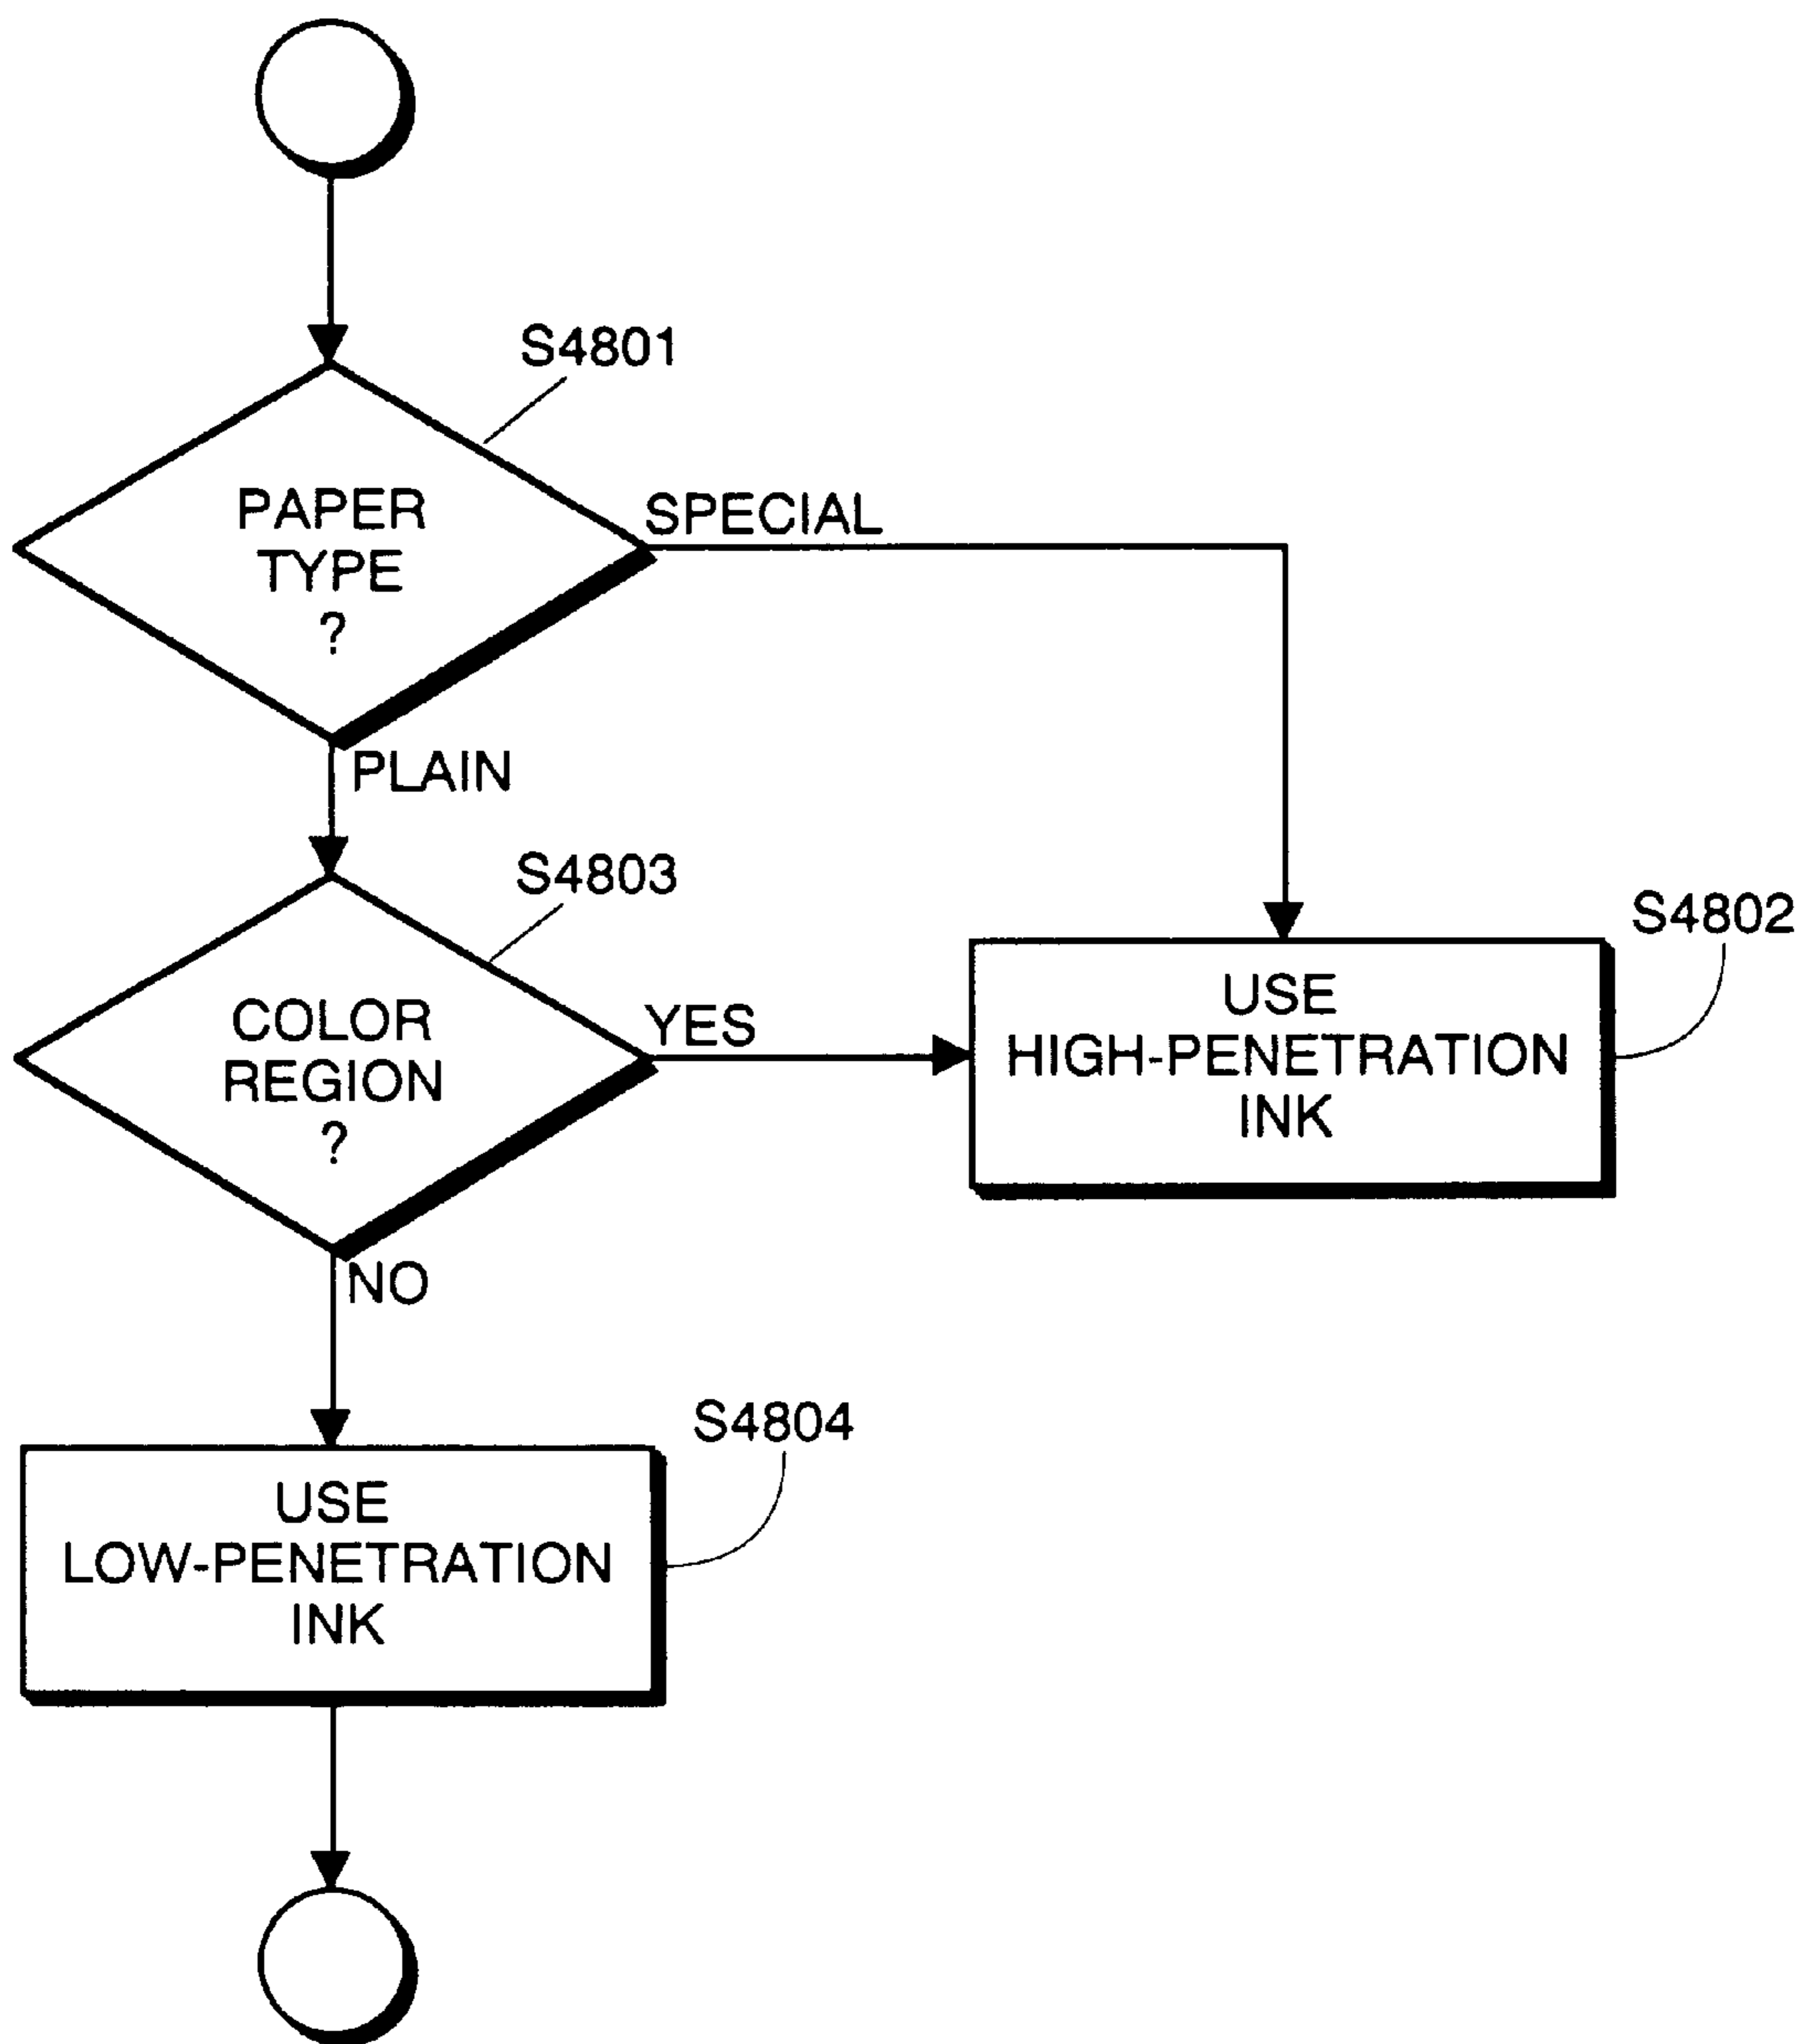 S4801
PAPER
TYPE
?
SPECIAL
PLAIN
S4803
COLOR
REGION
?
YES
S4802
USE
HIGH-PENETRATION
INK
NO
S4804
USE
LOW-PENETRATION
INK